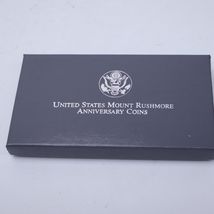 United States Mount Rushmore
Anniversary Coins